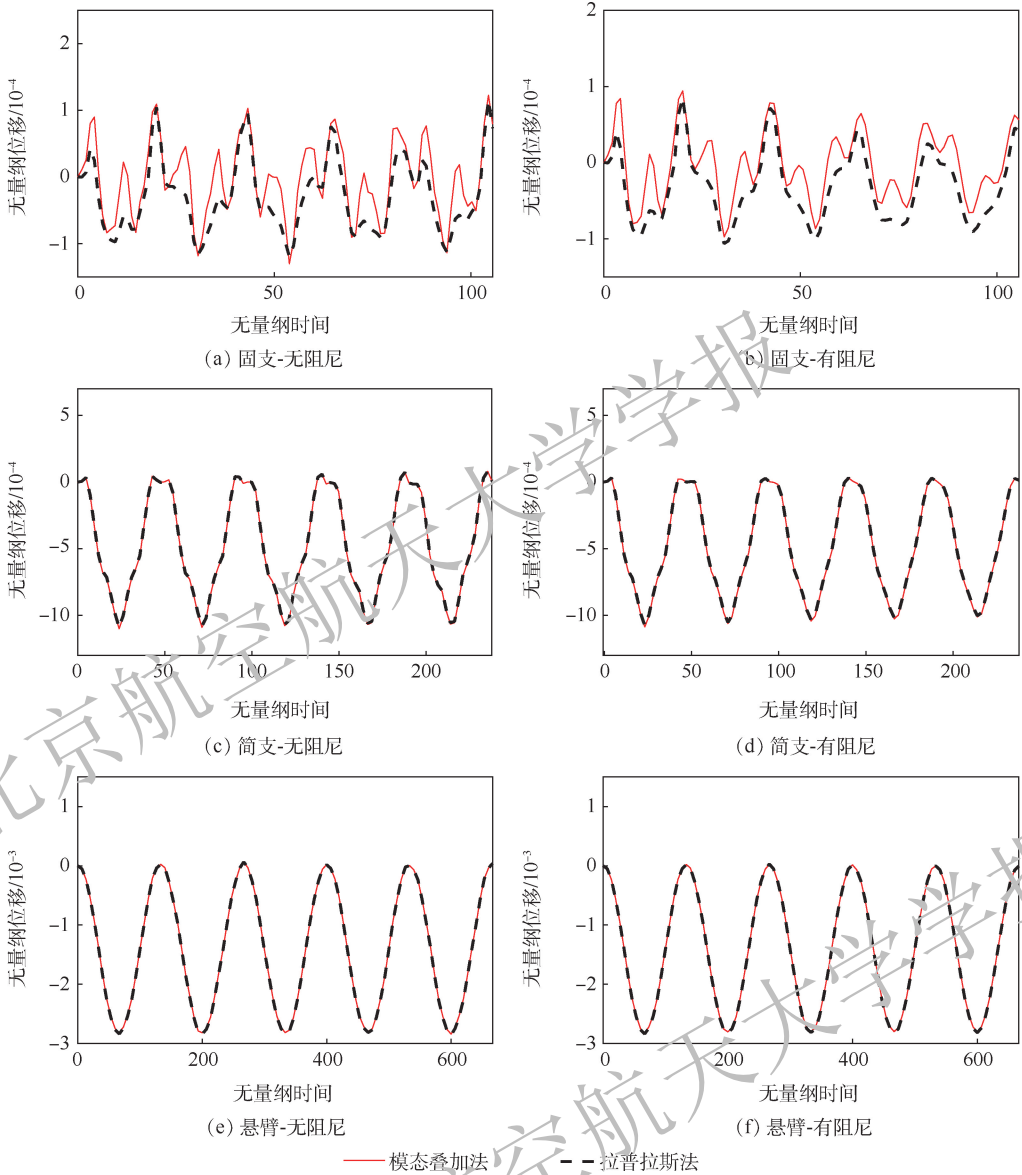 2
1
0
−1
无量纲位移/10⁻⁴
0
50
100
无量纲时间
(a) 固支-无阻尼
2
1
0
−1
无量纲位移/10⁻⁴
0
50
100
无量纲时间
(b) 固支-有阻尼
5
0
−5
−10
无量纲位移/10⁻⁴
0
50
100
150
200
无量纲时间
(c) 简支-无阻尼
5
0
−5
−10
无量纲位移/10⁻⁴
0
50
100
150
200
无量纲时间
(d) 简支-有阻尼
1
0
−1
−2
−3
无量纲位移/10⁻³
0
200
400
600
无量纲时间
(e) 悬臂-无阻尼
1
0
−1
−2
−3
无量纲位移/10⁻³
0
200
400
600
无量纲时间
(f) 悬臂-有阻尼
模态叠加法
拉普拉斯法
北京航空航天大学学报
空航天大学学报